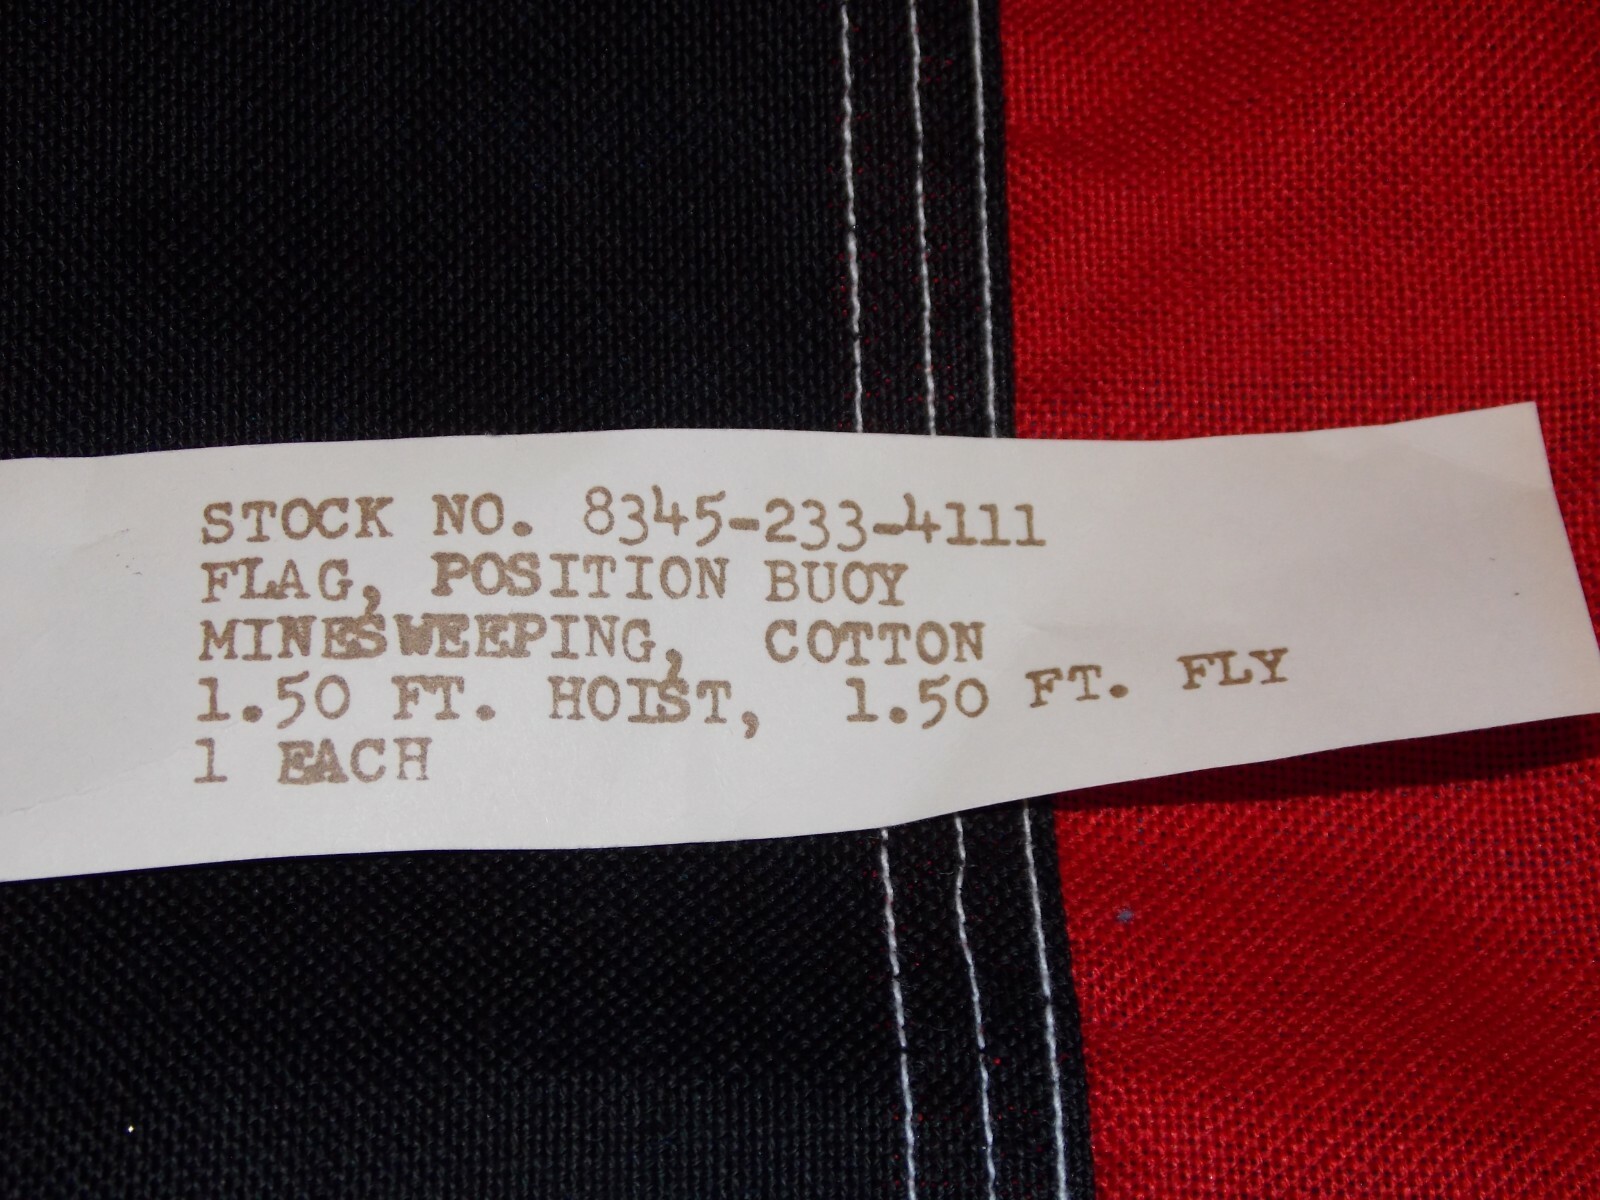 STOCK NO. 8345-233-4111
FLAG, POSITION BUOY
MINESWEEPING, COTTON
1.50 FT. HOIST, 1.50 FT. FLY
1 EACH